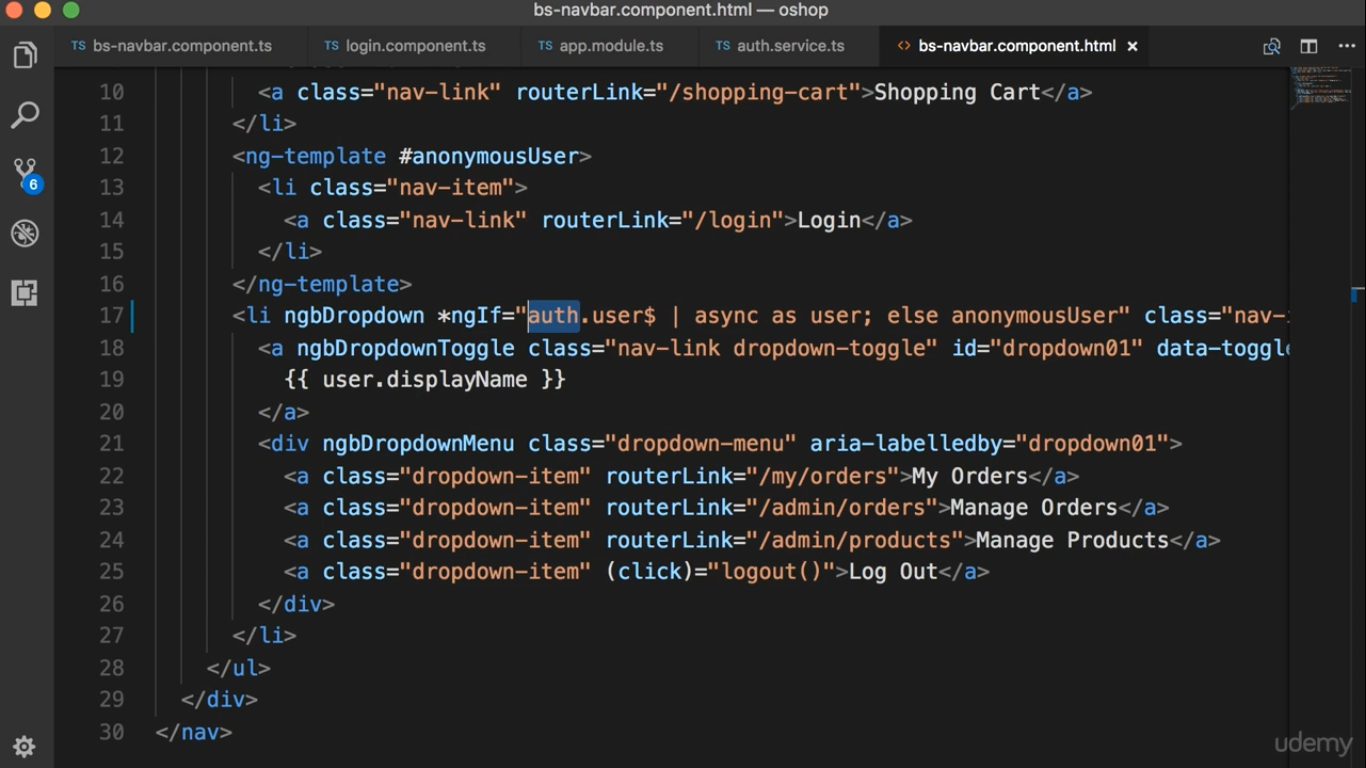 bs-navbar.component.html — oshop
TS bs-navbar.component.ts TS login.component.ts TS app.module.ts TS auth.service.ts <> bs-navbar.component.html ×
10 <a class="nav-link" routerLink="/shopping-cart">Shopping Cart</a>
11 </li>
12 <ng-template #anonymousUser>
13 <li class="nav-item">
14 <a class="nav-link" routerLink="/login">Login</a>
15 </li>
16 </ng-template>
17 <li ngbDropdown *ngIf="auth.user$ | async as user; else anonymousUser" class="nav-
18 <a ngbDropdownToggle class="nav-link dropdown-toggle" id="dropdown01" data-toggle
19 {{ user.displayName }}
20 </a>
21 <div ngbDropdownMenu class="dropdown-menu" aria-labelledby="dropdown01">
22 <a class="dropdown-item" routerLink="/my/orders">My Orders</a>
23 <a class="dropdown-item" routerLink="/admin/orders">Manage Orders</a>
24 <a class="dropdown-item" routerLink="/admin/products">Manage Products</a>
25 <a class="dropdown-item" (click)="logout()">Log Out</a>
26 </div>
27 </li>
28 </ul>
29 </div>
30 </nav>
6
udemy